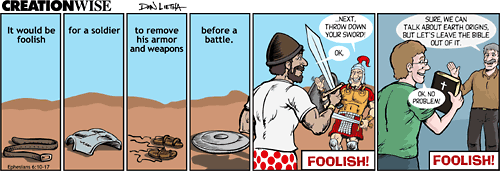 CREATIONWISE
DAN LIETHA
It would be
foolish
for a soldier
to remove
his armor
and weapons
before a
battle.
Ephesians 6:10-17
...NEXT,
THROW DOWN
YOUR SWORD!
OK.
FOOLISH!
SURE, WE CAN
TALK ABOUT EARTH ORIGINS,
BUT LET'S LEAVE THE BIBLE
OUT OF IT.
OK. NO
PROBLEM!
FOOLISH!